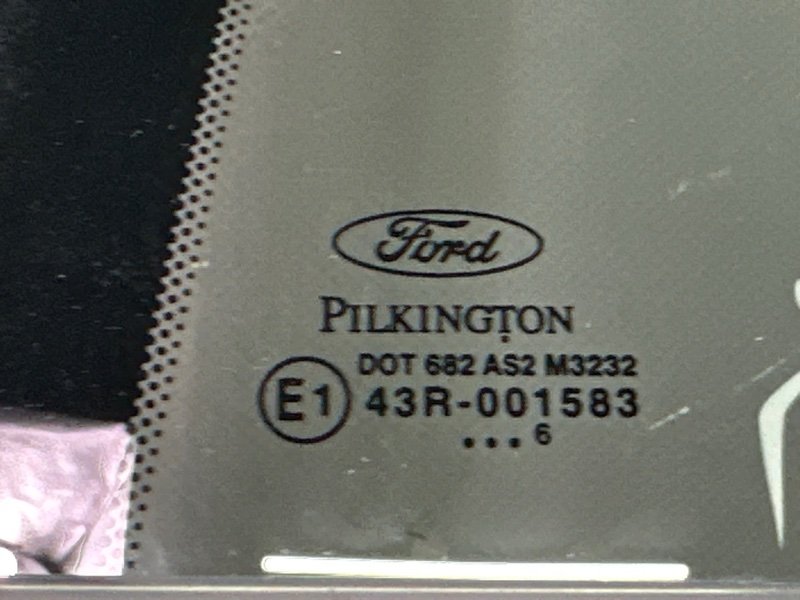 Ford
PILKINGTON
DOT 682 AS2 M3232
E1 43R-001583
...6